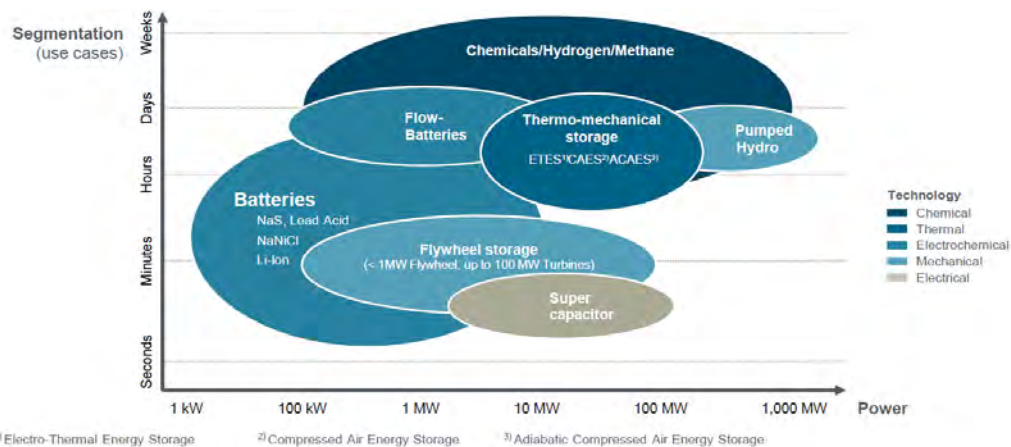 Segmentation
(use cases)
Weeks
Days
Hours
Minutes
Seconds
Chemicals/Hydrogen/Methane
Flow-
Batteries
Thermo-mechanical
storage
ETES¹⁾CAES²⁾/ACAES³⁾
Pumped
Hydro
Batteries
NaS, Lead Acid
NaNiCl
Li-Ion
Flywheel storage
(< 1MW Flywheel, up to 100 MW Turbines)
Super
capacitor
Technology
Chemical
Thermal
Electrochemical
Mechanical
Electrical
1 kW 100 kW 1 MW 10 MW 100 MW 1,000 MW Power
¹⁾Electro-Thermal Energy Storage ²⁾Compressed Air Energy Storage ³⁾Adiabatic Compressed Air Energy Storage